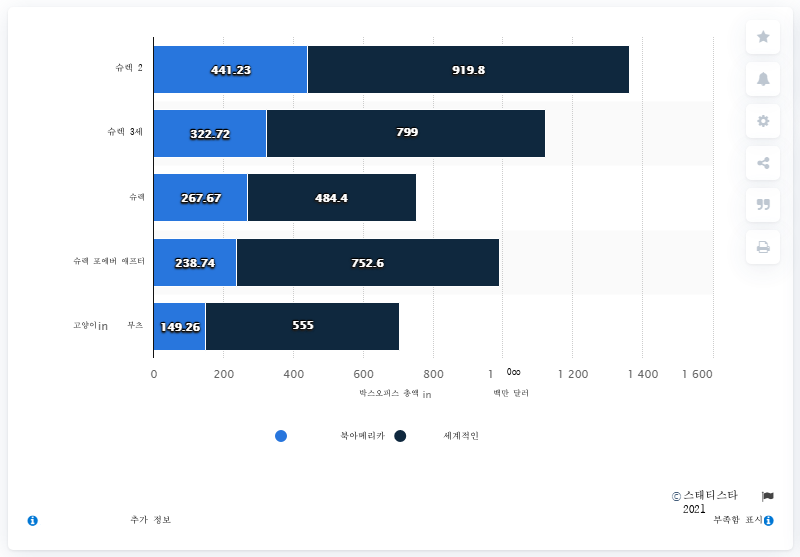 슈렉 2
441.23 919.8
슈렉 3세
322.72 799
슈렉
267.67 484.4
슈렉 포에버 애프터
238.74 752.6
고양이in 부츠
149.26 555
0 200 400 600 800 1 0∞ 1 200 1 400 1 600
박스오피스 총액 in 백만 달러
북아메리카 세계적인
© 스태티스타
2021
추가 정보 부족함 표시